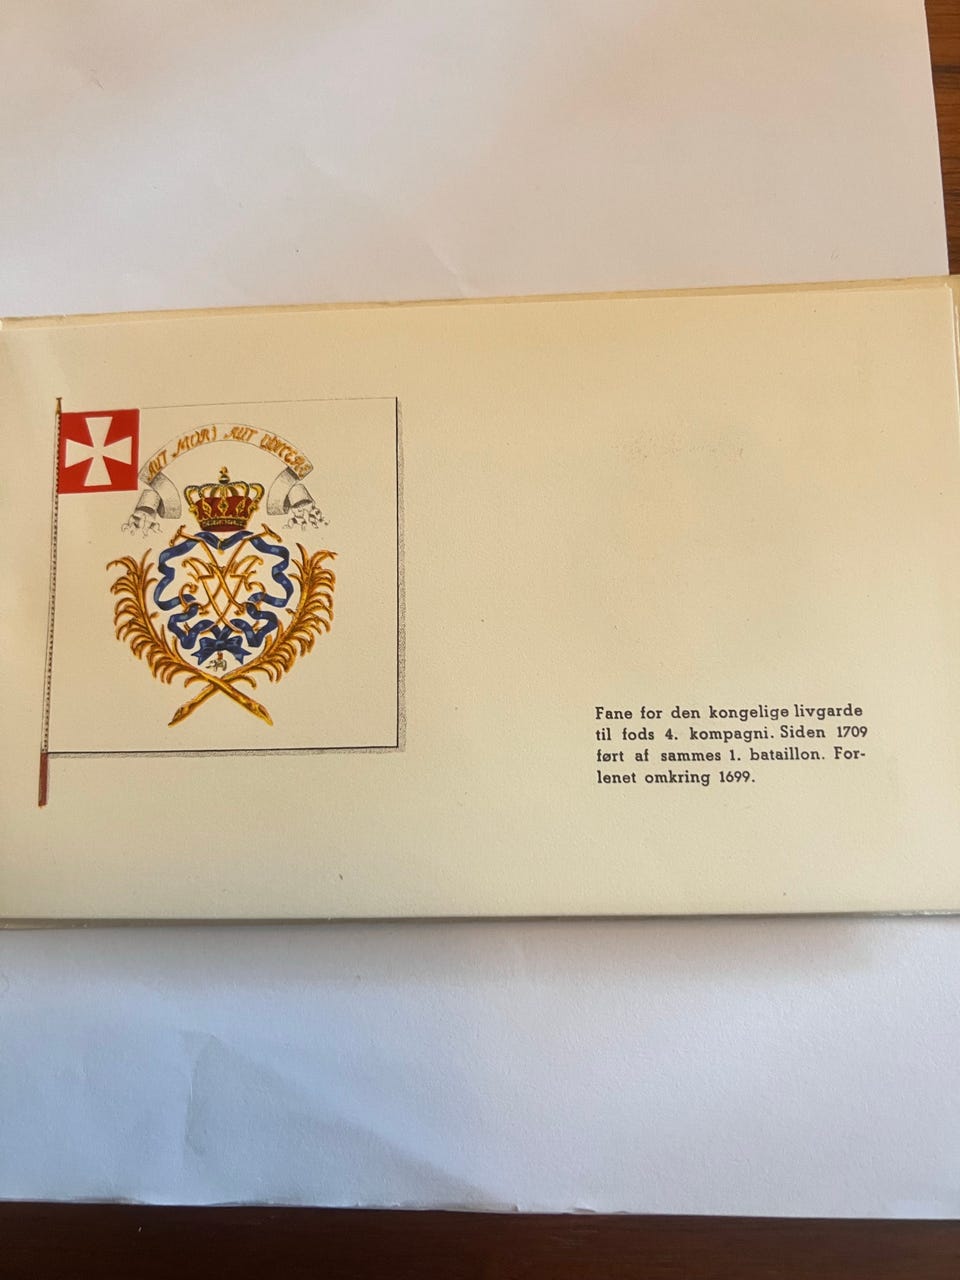 AUT MORI AUT VINCERE
Fane for den kongelige livgarde
til fods 4. kompagni. Siden 1709
ført af sammes 1. bataillon. For-
lenet omkring 1699.